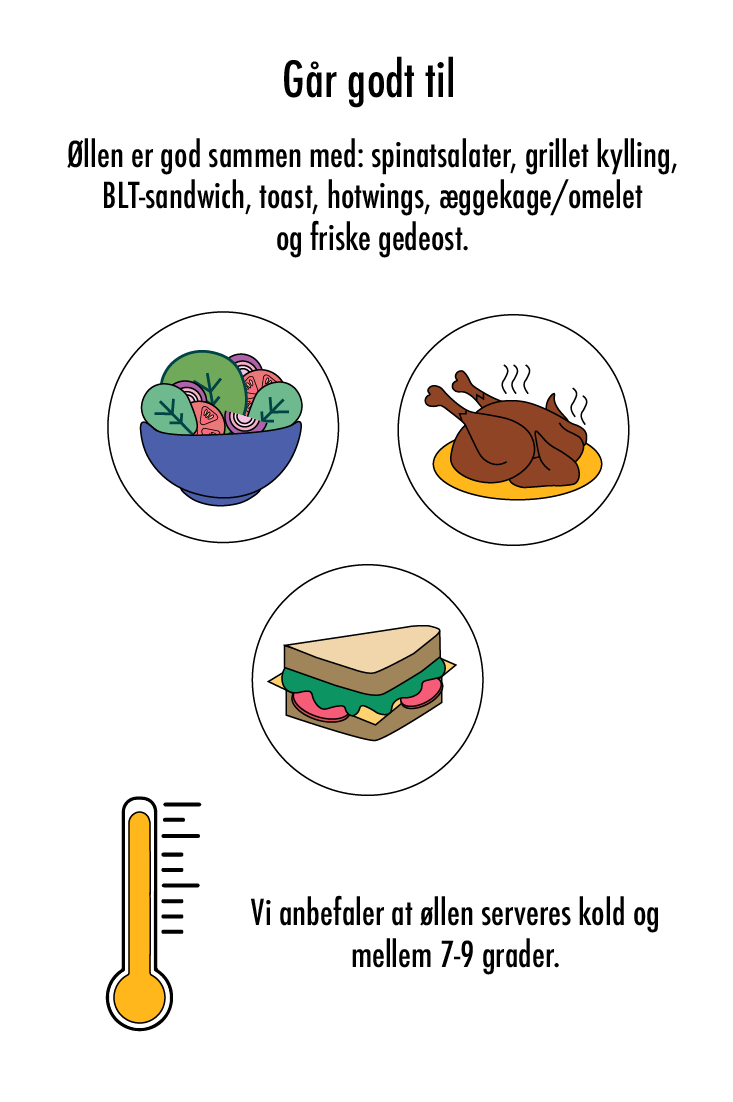 Går godt til
Øllen er god sammen med: spinatsalater, grillet kylling,
BLT-sandwich, toast, hotwings, æggekage/omelet
og friske gedeost.
Vi anbefaler at øllen serveres kold og
mellem 7-9 grader.